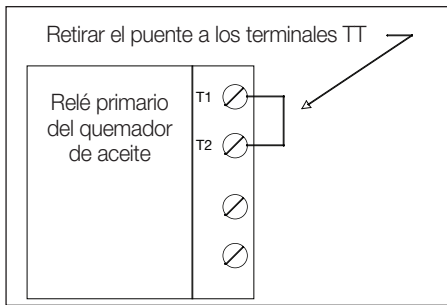 Retirar el puente a los terminales TT
Relé primario
del quemador
de aceite
T1
T2